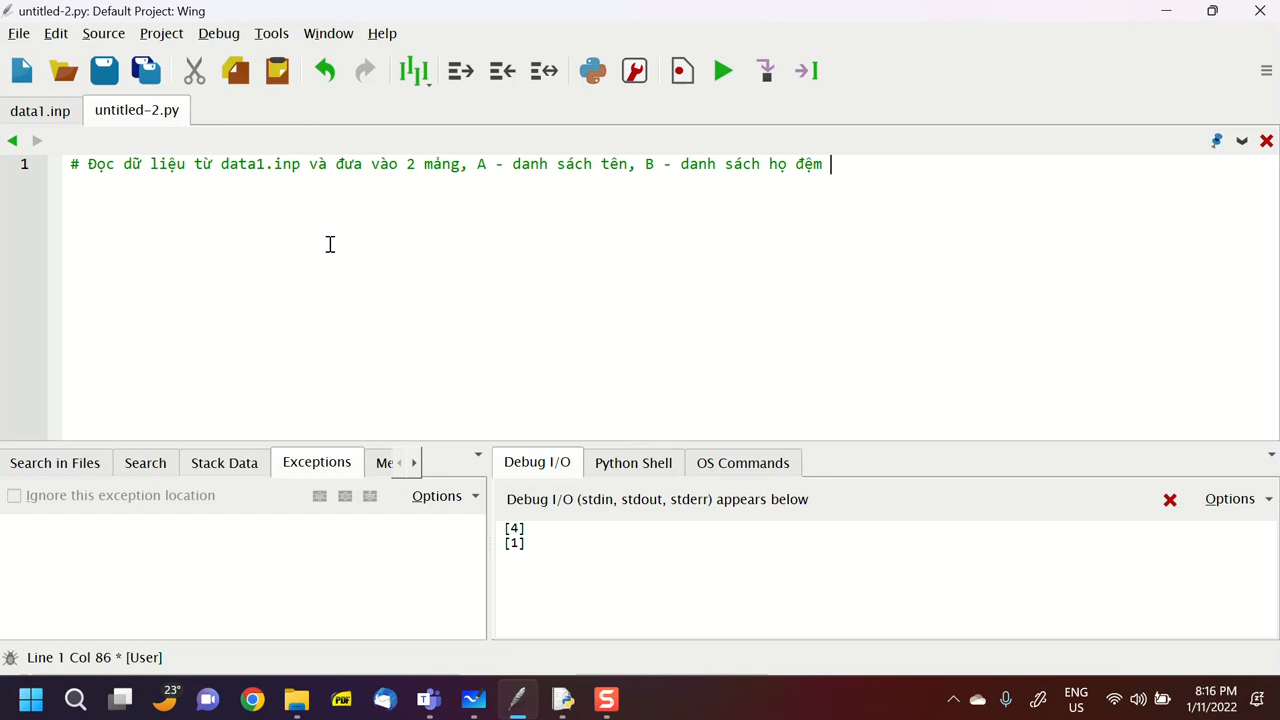 untitled-2.py: Default Project: Wing
File Edit Source Project Debug Tools Window Help
data1.inp untitled-2.py
1 # Đọc dữ liệu từ data1.inp và đưa vào 2 mảng, A - danh sách tên, B - danh sách họ đệm
Search in Files Search Stack Data Exceptions Me
Debug I/O Python Shell OS Commands
Ignore this exception location Options
Debug I/O (stdin, stdout, stderr) appears below Options
[4]
[1]
Line 1 Col 86 * [User]
23°
PDF
T
S
ENG
US
8:16 PM
1/11/2022